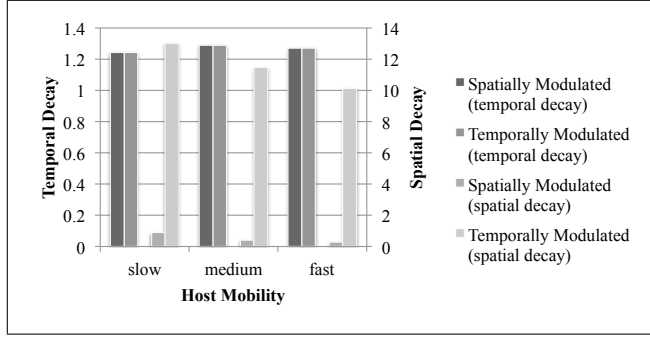 1.4
1.2
1
0.8
0.6
0.4
0.2
0
Temporal Decay
14
12
10
8
6
4
2
0
Spatial Decay
slow medium fast
Host Mobility
Spatially Modulated
(temporal decay)
Temporally Modulated
(temporal decay)
Spatially Modulated
(spatial decay)
Temporally Modulated
(spatial decay)